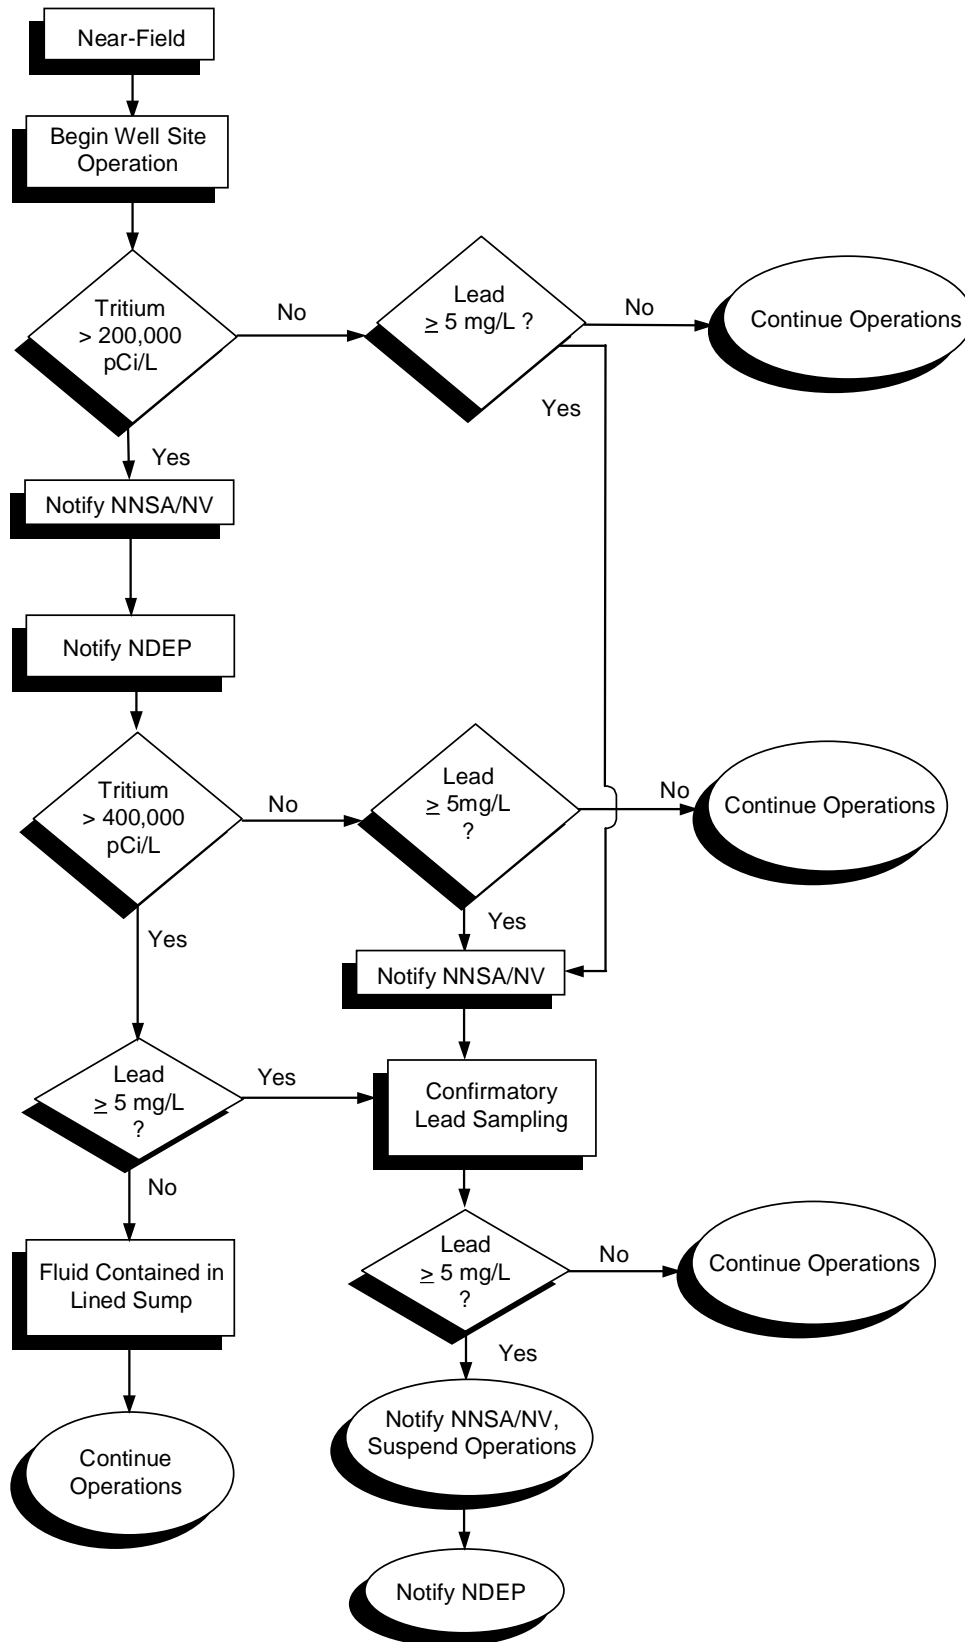 Near-Field
Begin Well Site
Operation
Tritium
> 200,000
pCi/L
No
Lead
≥ 5 mg/L ?
No
Continue Operations
Yes
Yes
Notify NNSA/NV
Notify NDEP
Tritium
> 400,000
pCi/L
No
Lead
≥ 5mg/L
?
No
Continue Operations
Yes
Yes
Notify NNSA/NV
Lead
≥ 5 mg/L
?
Yes
Confirmatory
Lead Sampling
No
Fluid Contained in
Lined Sump
Lead
≥ 5 mg/L
?
No
Continue Operations
Yes
Continue
Operations
Notify NNSA/NV,
Suspend Operations
Notify NDEP